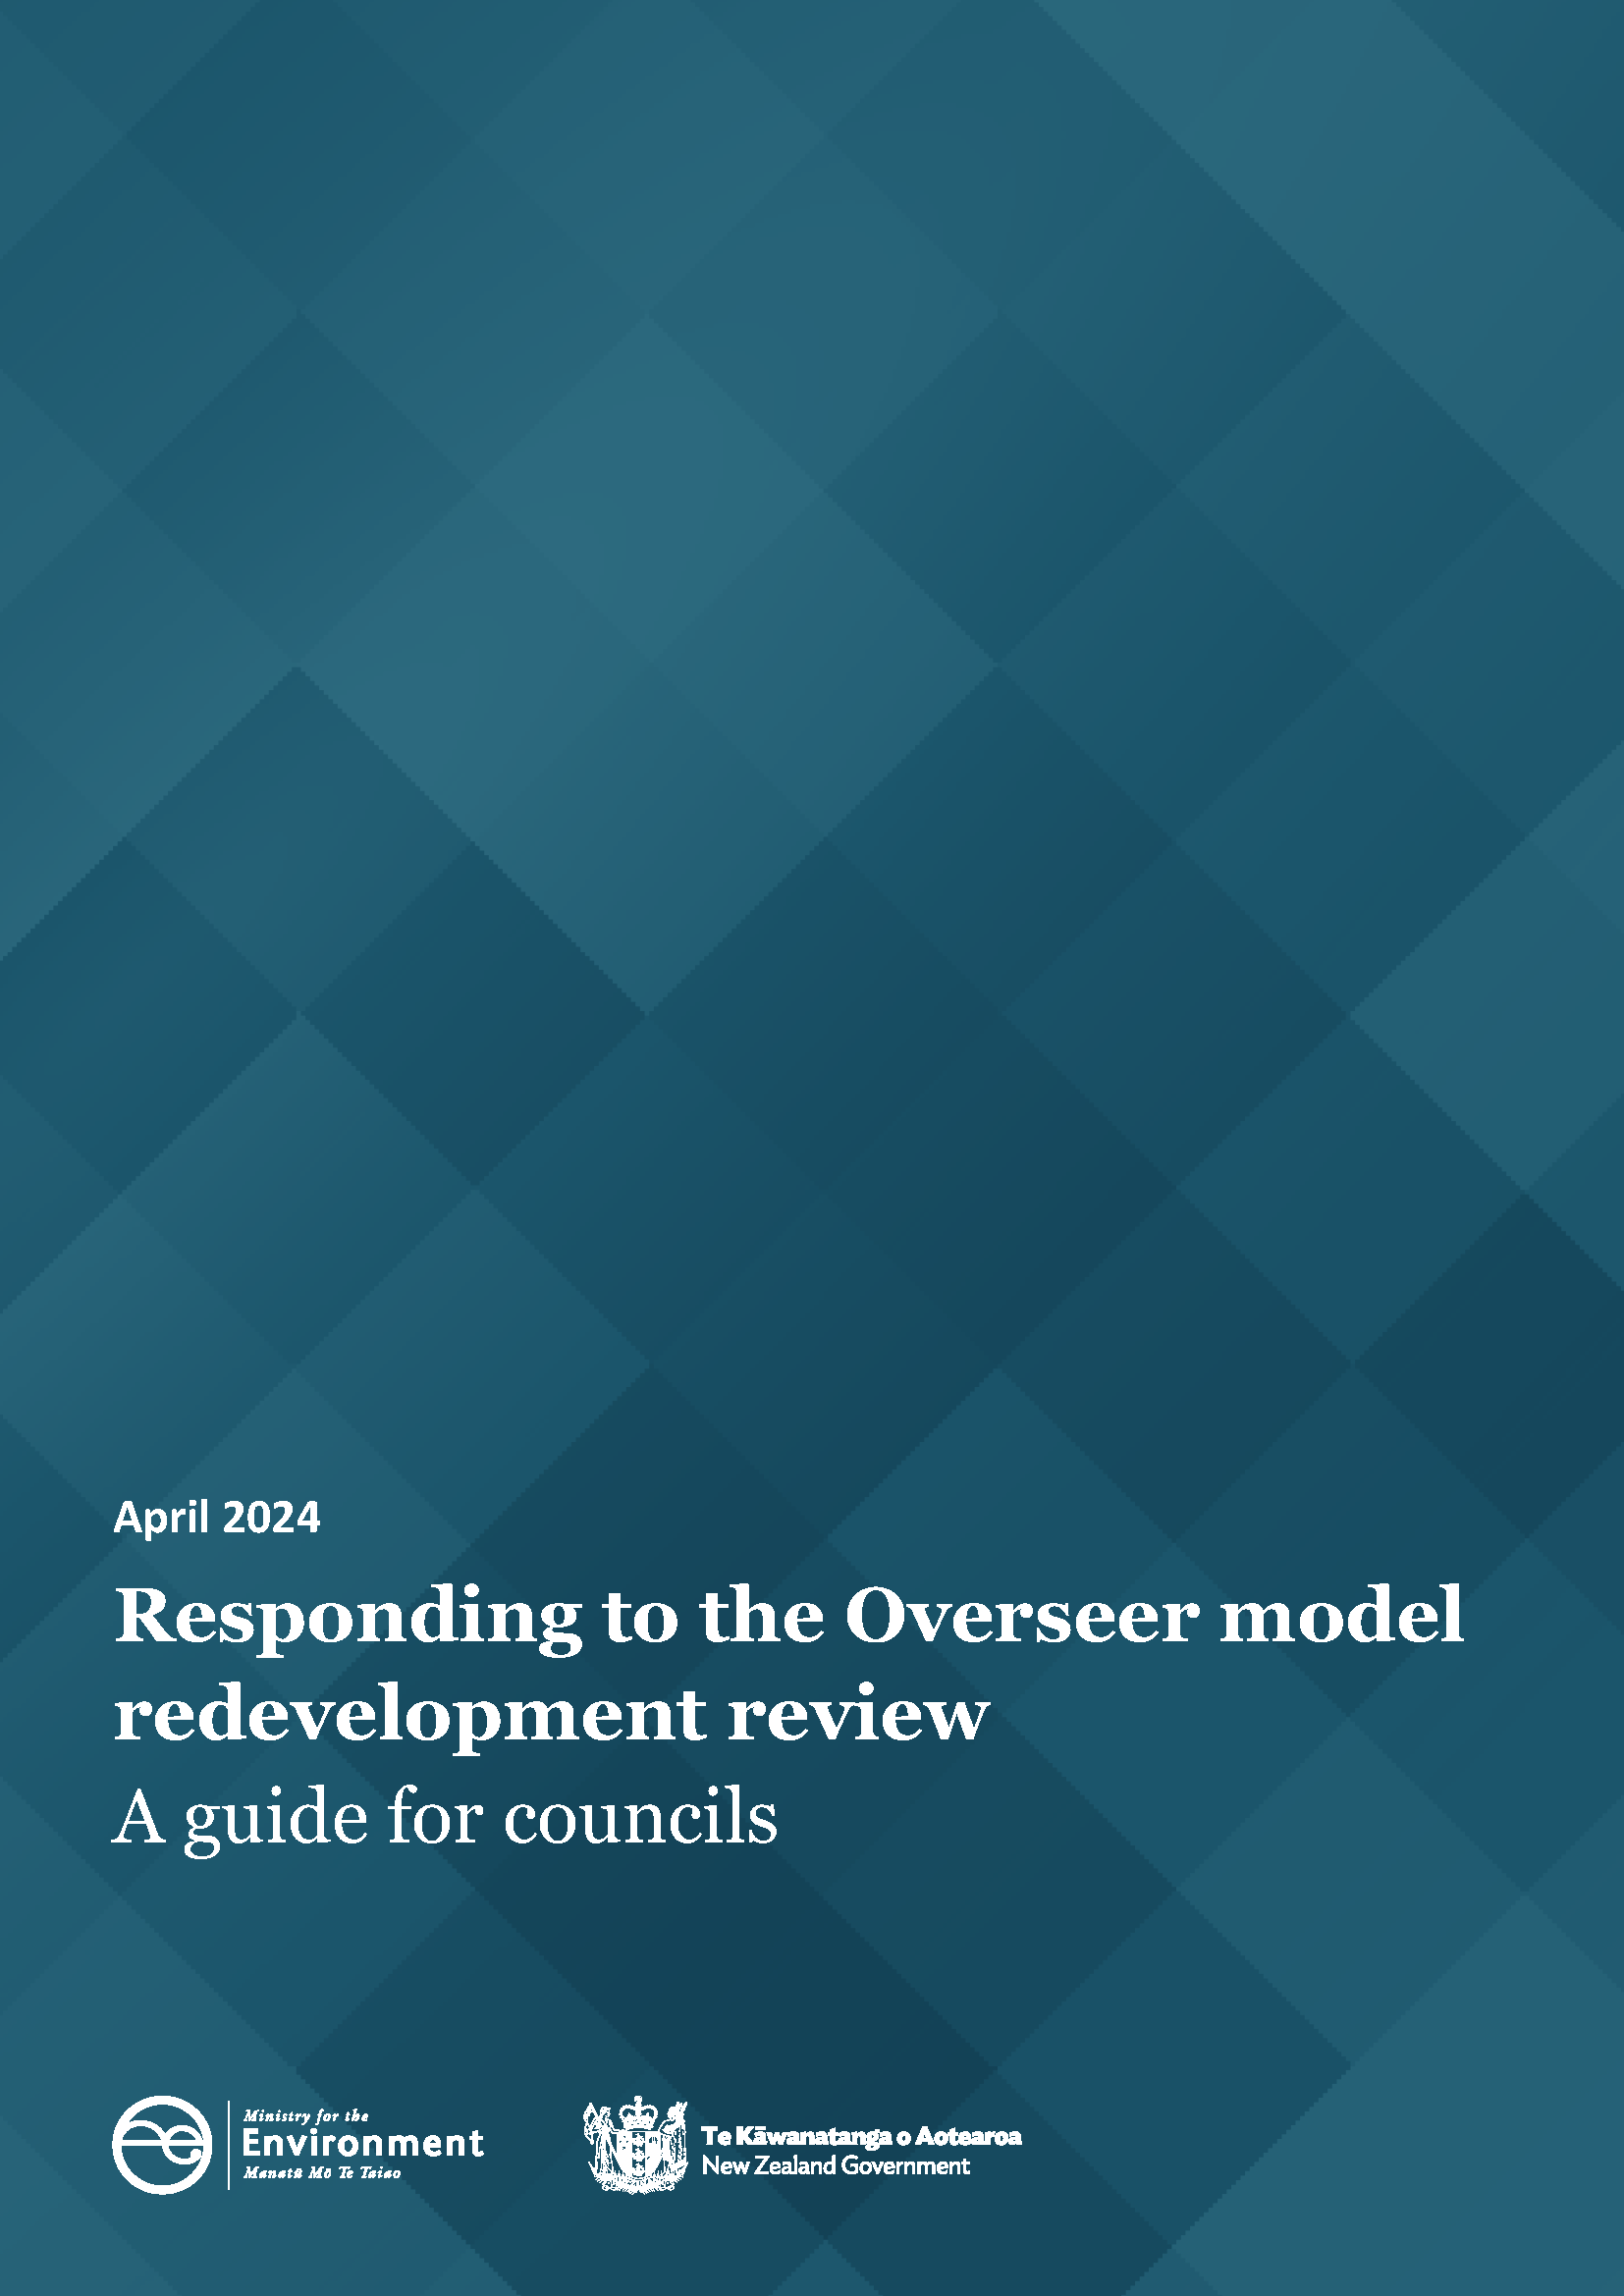 April 2024
Responding to the Overseer model
redevelopment review
A guide for councils
Ministry for the
Environment
Manatū Mō Te Taiao
Te Kāwanatanga o Aotearoa
New Zealand Government